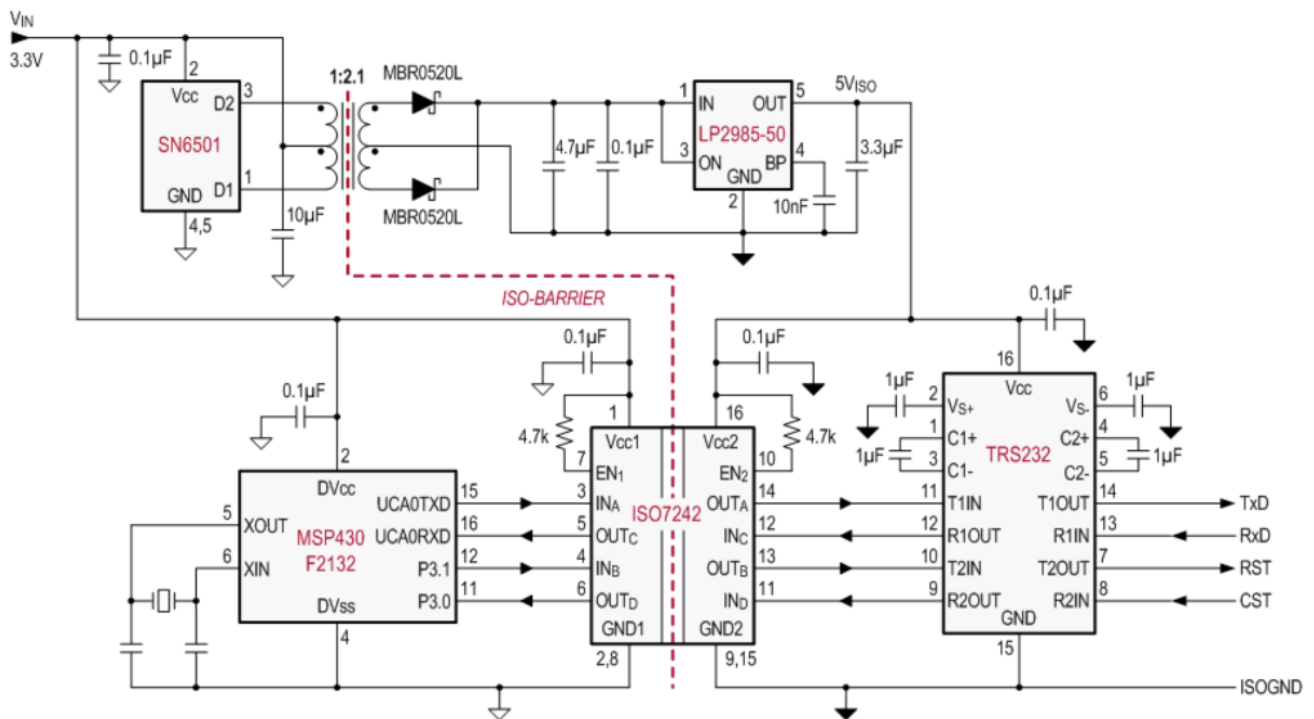 VIN
3.3V
0.1µF
2
Vcc
D2
3
SN6501
D1
1
GND
4,5
10µF
1:2.1
MBR0520L
MBR0520L
4.7µF
0.1µF
1
IN
OUT
5
LP2985-50
3
ON
BP
4
GND
2
10nF
5VISO
3.3µF
ISO-BARRIER
0.1µF
2
DVcc
5
XOUT
UCA0TXD
15
6
XIN
UCA0RXD
16
MSP430
F2132
P3.1
12
P3.0
11
DVss
4
0.1µF
4.7k
1
Vcc1
7
EN1
3
INA
5
OUTC
4
INB
6
OUTD
GND1
2,8
ISO7242
0.1µF
4.7k
16
Vcc2
EN2
10
OUTA
14
INC
12
OUTB
13
IND
11
GND2
9,15
0.1µF
16
Vcc
1µF
2
VS+
VS-
6
1µF
1
C1+
C2+
4
1µF
3
C1-
C2-
5
1µF
TRS232
11
T1IN
T1OUT
14
TxD
12
R1OUT
R1IN
13
RxD
10
T2IN
T2OUT
7
RST
9
R2OUT
R2IN
8
CST
GND
15
ISOGND